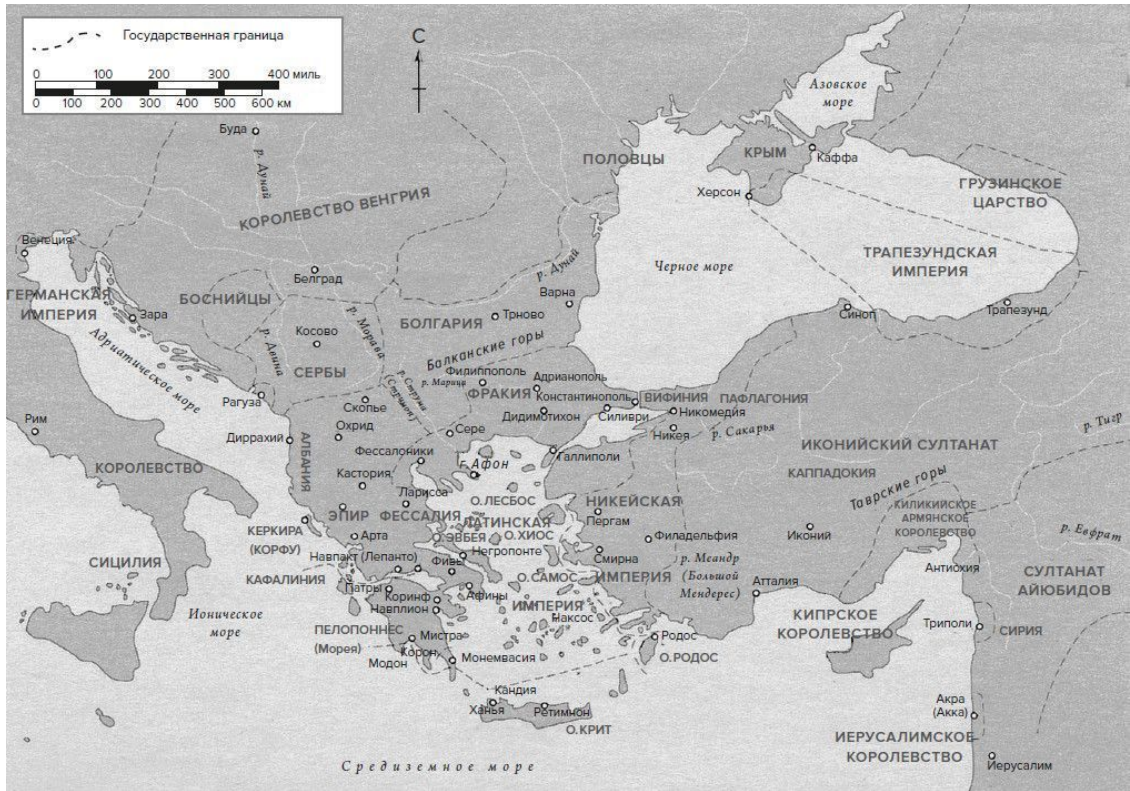 Государственная граница
0 100 200 300 400 миль
0 100 200 300 400 500 600 км
С
Азовское
море
Буда
р. Дунай
ПОЛОВЦЫ
КРЫМ
Каффа
Херсон
ГРУЗИНСКОЕ
ЦАРСТВО
КОРОЛЕВСТВО ВЕНГРИЯ
Венеция
ТРАПЕЗУНДСКАЯ
ИМПЕРИЯ
Черное море
р. Дунай
Белград
ГЕРМАНСКАЯ
ИМПЕРИЯ
БОСНИЙЦЫ
Зара
Варна
Трново
БОЛГАРИЯ
Синоп
Трапезунд
Косово
р. Морава
р. Двина
Адриатическое море
Балканские горы
СЕРБЫ
р. Струма
(Стримон)
р. Марица
Филиппополь
ФРАКИЯ
Адрианополь
Константинополь
ВИФИНИЯ
ПАФЛАГОНИЯ
Рагуза
Скопье
Дидимотихон
Силиври
Никомедия
Рим
Охрид
Сере
Никея
р. Сакарья
р. Тигр
Диррахий
АЛБАНИЯ
ИКОНИЙСКИЙ СУЛТАНАТ
Фессалоники
г. Афон
Галлиполи
КОРОЛЕВСТВО
КАППАДОКИЯ
Кастория
Таврские горы
Ларисса
О.ЛЕСБОС
НИКЕЙСКАЯ
КИЛИКИЙСКОЕ
АРМЯНСКОЕ
КОРОЛЕВСТВО
ЭПИР
ФЕССАЛИЯ
ЛАТИНСКАЯ
Пергам
КЕРКИРА
(КОРФУ)
Арта
О.ЭВБЕЯ
О.ХИОС
Филадельфия
Иконий
р. Евфрат
Негропонте
Смирна
Навпакт (Лепанто)
Фивы
р. Меандр
(Большой
Мендерес)
СИЦИЛИЯ
КАФАЛИНИЯ
О.САМОС
ИМПЕРИЯ
Антиохия
СУЛТАНАТ
АЙЮБИДОВ
Патры
Коринф
Афины
Атталия
Ионическое
море
Навплион
ИМПЕРИЯ
Наксос
КИПРСКОЕ
КОРОЛЕВСТВО
Триполи
СИРИЯ
ПЕЛОПОННЕС
(Морея)
Мистра
Родос
Корон
Модон
Монемвасия
О.РОДОС
Кандия
Ханья
Ретимнон
О.КРИТ
Акра
(Акка)
ИЕРУСАЛИМСКОЕ
КОРОЛЕВСТВО
Иерусалим
Средиземное море